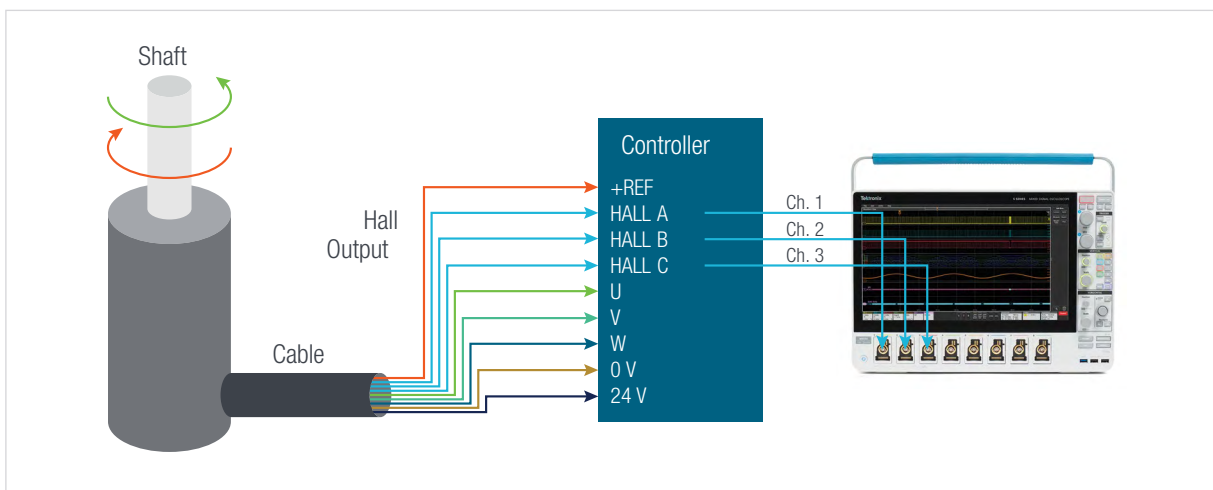 Shaft
Hall
Output
Cable
Controller
+REF
HALL A
HALL B
HALL C
U
V
W
0 V
24 V
Ch. 1
Ch. 2
Ch. 3
Tektronix